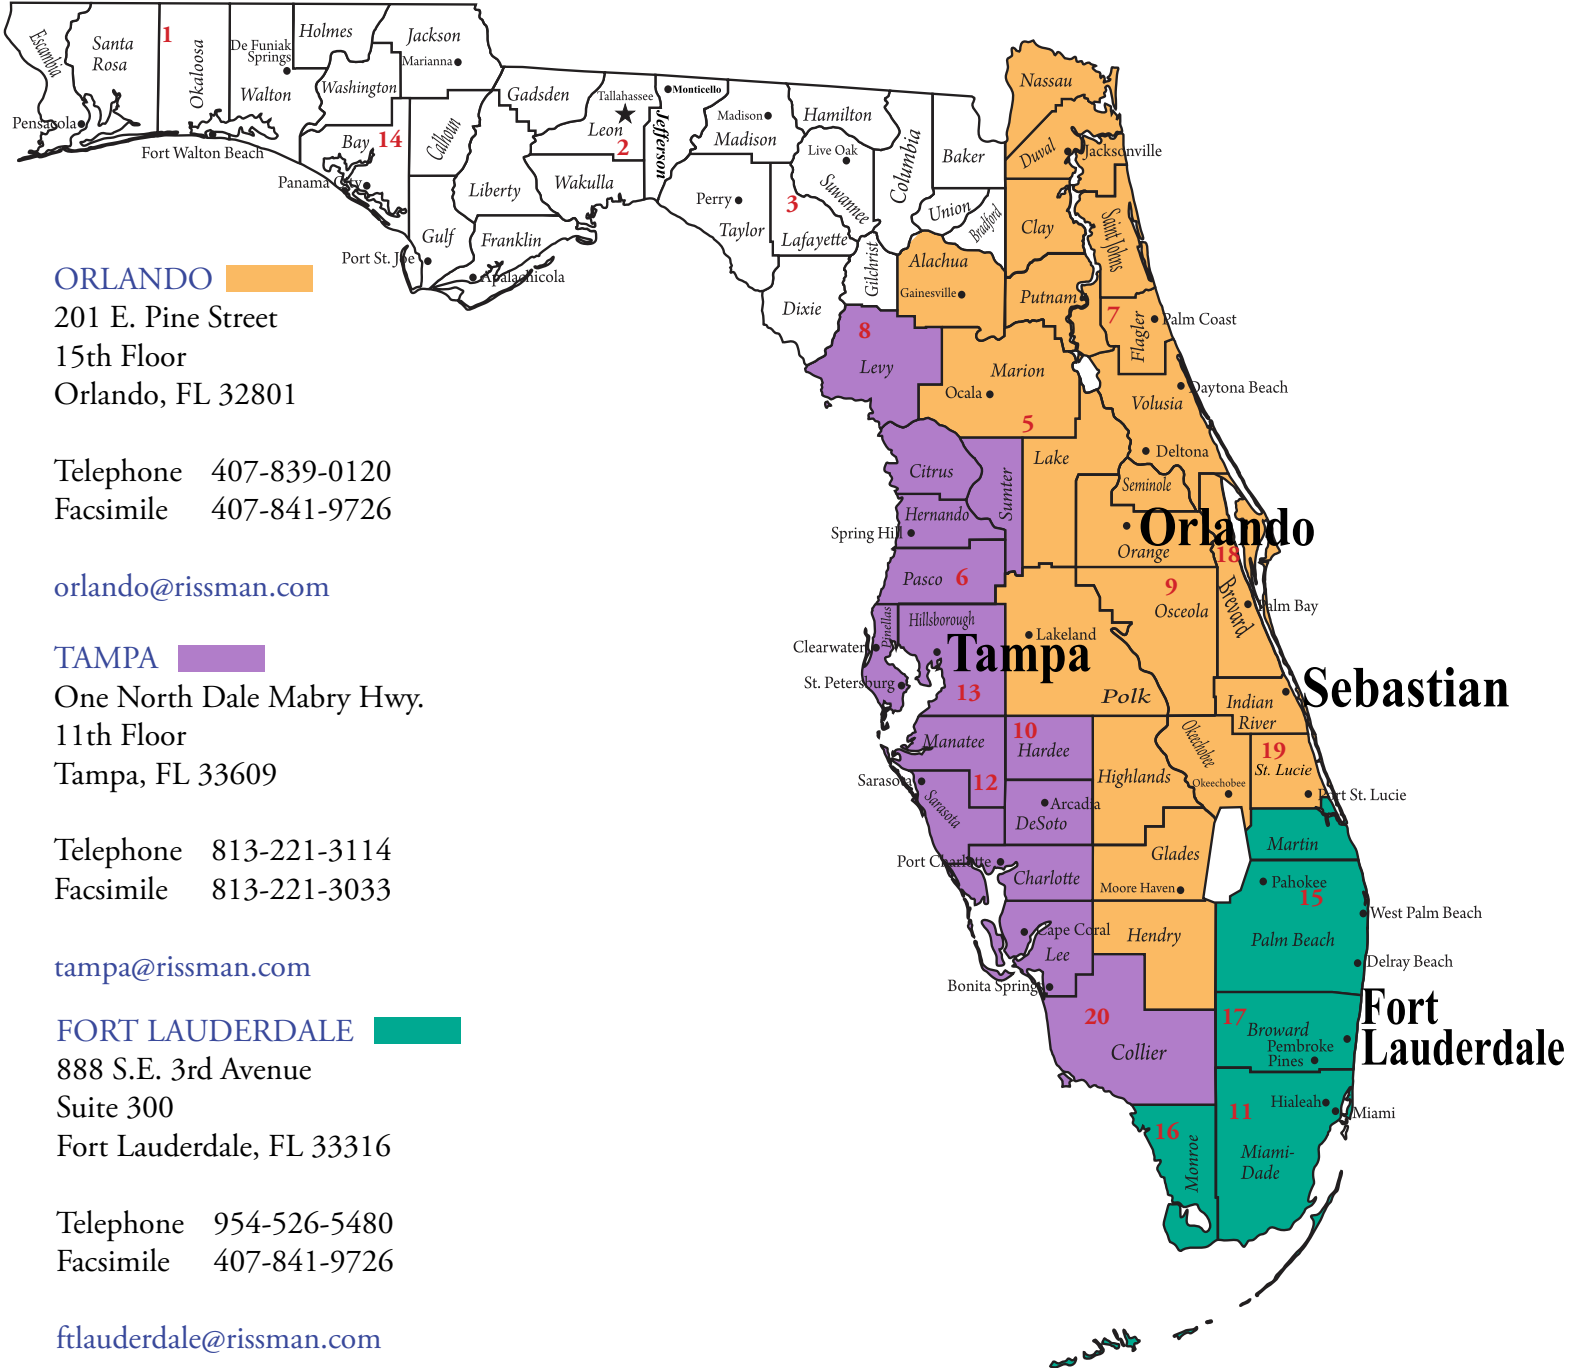 Escambia
Santa
Rosa
1
Okaloosa
De Funiak
Springs
Walton
Holmes
Washington
Jackson
Marianna
Pensacola
Fort Walton Beach
Bay
14
Panama City
Calhoun
Gulf
Port St. Joe
Liberty
Franklin
Apalachicola
Gadsden
Tallahassee
Leon
2
Wakulla
Monticello
Jefferson
Madison
Madison
Hamilton
Live Oak
Suwannee
Perry
Taylor
3
Lafayette
Dixie
Gilchrist
Columbia
Baker
Union
Bradford
Nassau
Duval
Jacksonville
Clay
Saint Johns
Alachua
Gainesville
Putnam
7
Flagler
Palm Coast
8
Levy
Marion
Ocala
5
Volusia
Daytona Beach
Deltona
Citrus
Sumter
Lake
Seminole
Hernando
Spring Hill
Orlando
Orange
18
Pasco
6
9
Osceola
Brevard
Palm Bay
Pinellas
Hillsborough
Clearwater
Tampa
Lakeland
St. Petersburg
13
Polk
Sebastian
Indian
River
Manatee
10
Hardee
12
Sarasota
Sarasota
Highlands
Okeechobee
Okeechobee
19
St. Lucie
Port St. Lucie
Arcadia
DeSoto
Port Charlotte
Charlotte
Glades
Moore Haven
Martin
Pahokee
15
West Palm Beach
Palm Beach
Delray Beach
Cape Coral
Lee
Bonita Springs
Hendry
20
Collier
17
Broward
Pembroke
Pines
Fort
Lauderdale
11
Hialeah
Miami
Miami-
Dade
16
Monroe
ORLANDO
201 E. Pine Street
15th Floor
Orlando, FL 32801
Telephone 407-839-0120
Facsimile 407-841-9726
orlando@rissman.com
TAMPA
One North Dale Mabry Hwy.
11th Floor
Tampa, FL 33609
Telephone 813-221-3114
Facsimile 813-221-3033
tampa@rissman.com
FORT LAUDERDALE
888 S.E. 3rd Avenue
Suite 300
Fort Lauderdale, FL 33316
Telephone 954-526-5480
Facsimile 407-841-9726
ftlauderdale@rissman.com